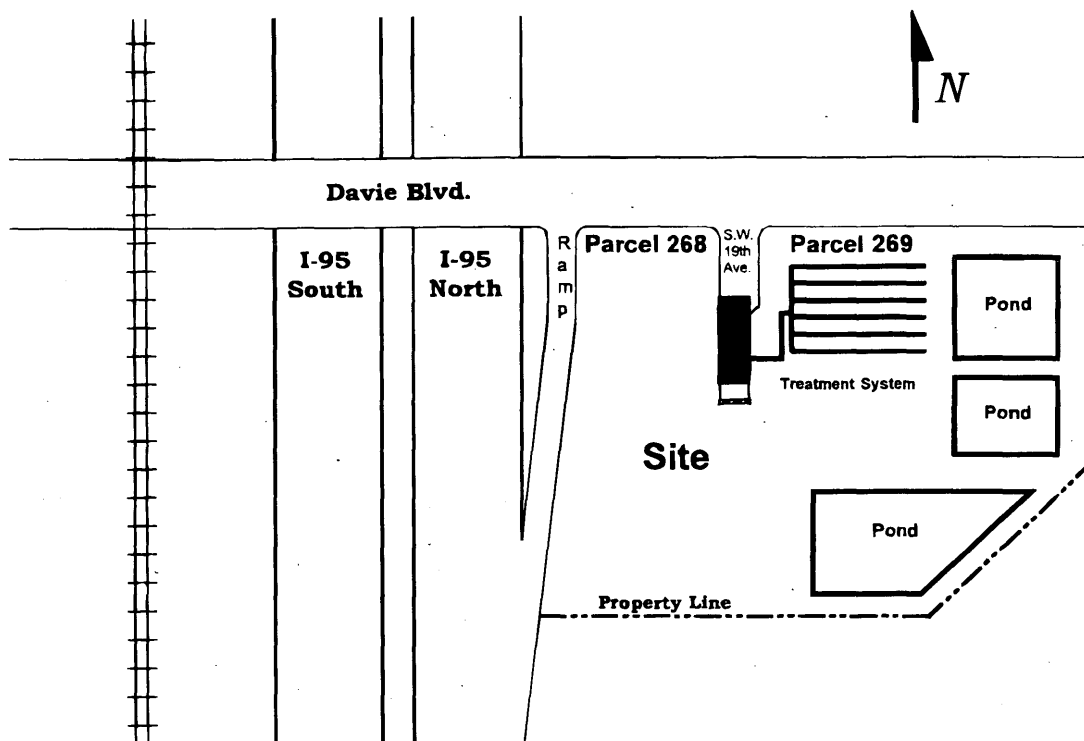 N
Davie Blvd.
I-95
South
I-95
North
Ramp
Parcel 268
S.W.
19th
Ave.
Parcel 269
Pond
Treatment System
Pond
Site
Pond
Property Line